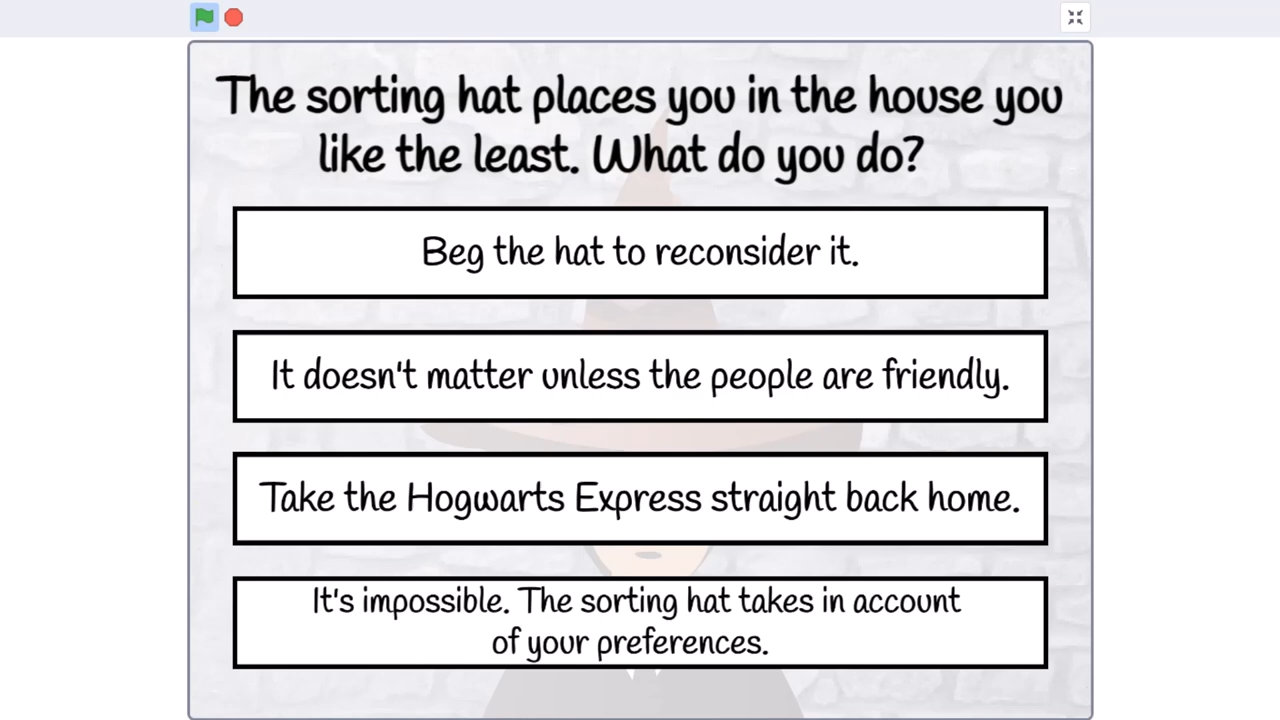 The sorting hat places you in the house you
like the least. What do you do?
Beg the hat to reconsider it.
It doesn't matter unless the people are friendly.
Take the Hogwarts Express straight back home.
It's impossible. The sorting hat takes in account
of your preferences.